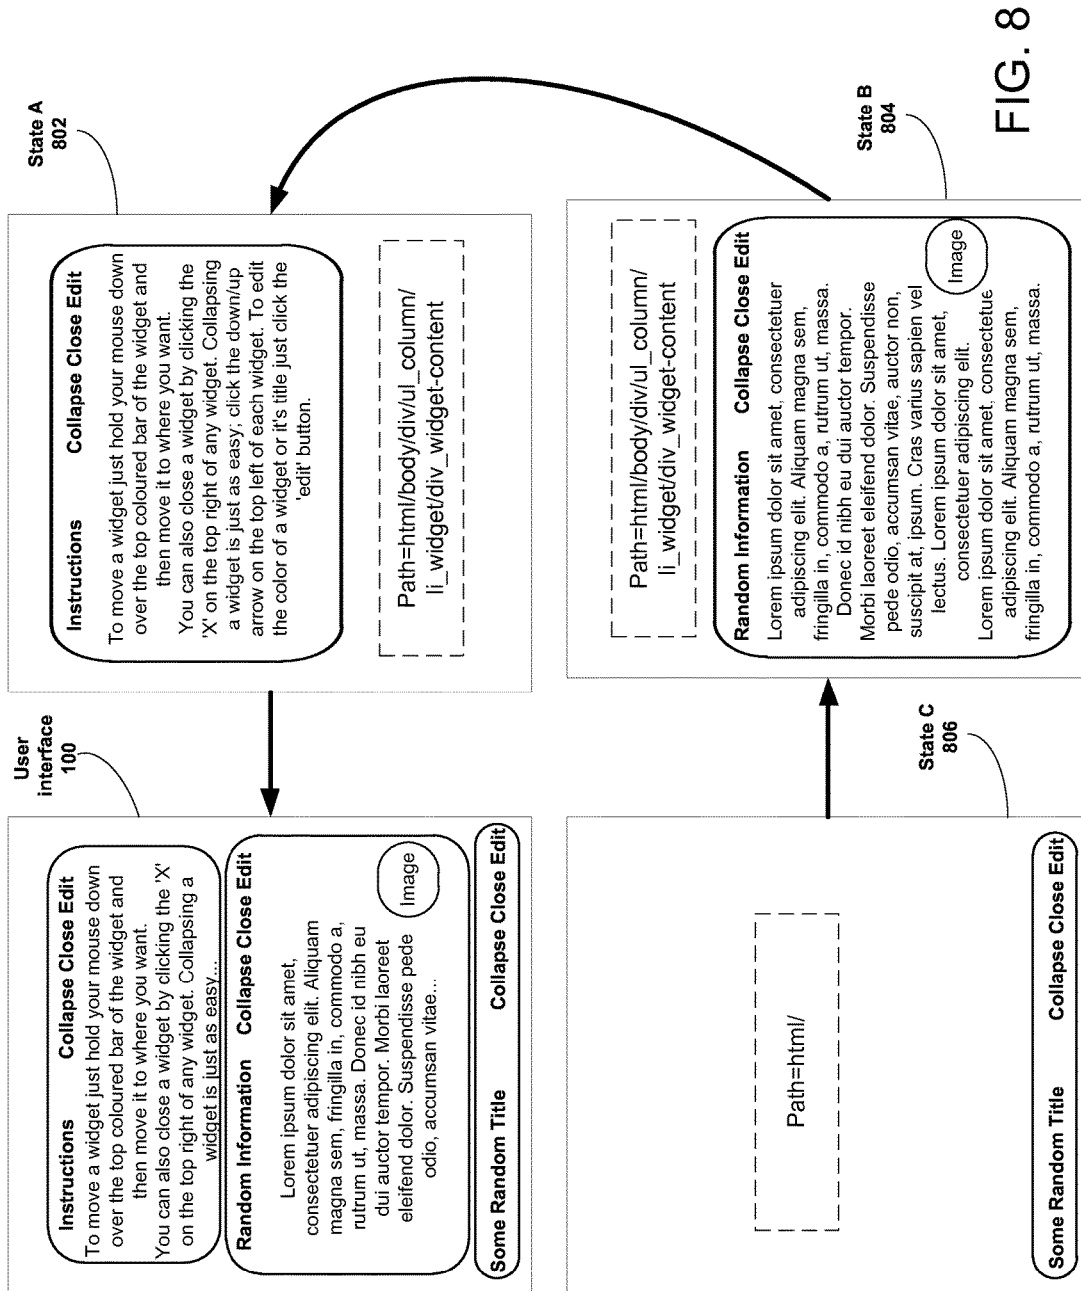 User
interface
100
Instructions Collapse Close Edit
To move a widget just hold your mouse down
over the top coloured bar of the widget and
then move it to where you want.
You can also close a widget by clicking the 'X'
on the top right of any widget. Collapsing a
widget is just as easy...
Random Information Collapse Close Edit
Lorem ipsum dolor sit amet,
consectetuer adipiscing elit. Aliquam
magna sem, fringilla in, commodo a,
rutrum ut, massa. Donec id nibh eu
dui auctor tempor. Morbi laoreet
eleifend dolor. Suspendisse pede
odio, accumsan vitae...
Image
Some Random Title Collapse Close Edit
State A
802
Instructions Collapse Close Edit
To move a widget just hold your mouse down
over the top coloured bar of the widget and
then move it to where you want.
You can also close a widget by clicking the
'X' on the top right of any widget. Collapsing
a widget is just as easy; click the down/up
arrow on the top left of each widget. To edit
the color of a widget or it's title just click the
'edit' button.
Path=html/body/div/ul_column/
li_widget/div_widget-content
State C
806
Path=html/
Some Random Title Collapse Close Edit
State B
804
Path=html/body/div/ul_column/
li_widget/div_widget-content
Random Information Collapse Close Edit
Lorem ipsum dolor sit amet, consectetuer
adipiscing elit. Aliquam magna sem,
fringilla in, commodo a, rutrum ut, massa.
Donec id nibh eu dui auctor tempor.
Morbi laoreet eleifend dolor. Suspendisse
pede odio, accumsan vitae, auctor non,
suscipit at, ipsum. Cras varius sapien vel
lectus. Lorem ipsum dolor sit amet,
consectetuer adipiscing elit.
Image
Lorem ipsum dolor sit amet, consectetue
adipiscing elit. Aliquam magna sem,
fringilla in, commodo a, rutrum ut, massa.
FIG. 8